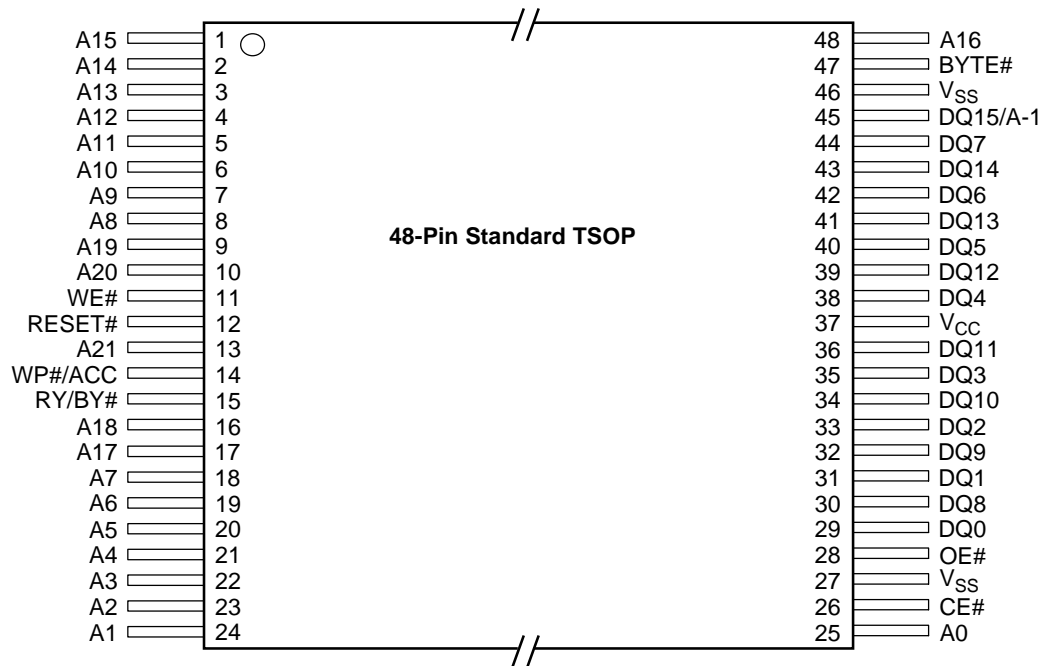 A15 1 48 A16
A14 2 47 BYTE#
A13 3 46 VSS
A12 4 45 DQ15/A-1
A11 5 44 DQ7
A10 6 43 DQ14
A9 7 42 DQ6
A8 8 41 DQ13
48-Pin Standard TSOP
A19 9 40 DQ5
A20 10 39 DQ12
WE# 11 38 DQ4
RESET# 12 37 VCC
A21 13 36 DQ11
WP#/ACC 14 35 DQ3
RY/BY# 15 34 DQ10
A18 16 33 DQ2
A17 17 32 DQ9
A7 18 31 DQ1
A6 19 30 DQ8
A5 20 29 DQ0
A4 21 28 OE#
A3 22 27 VSS
A2 23 26 CE#
A1 24 25 A0